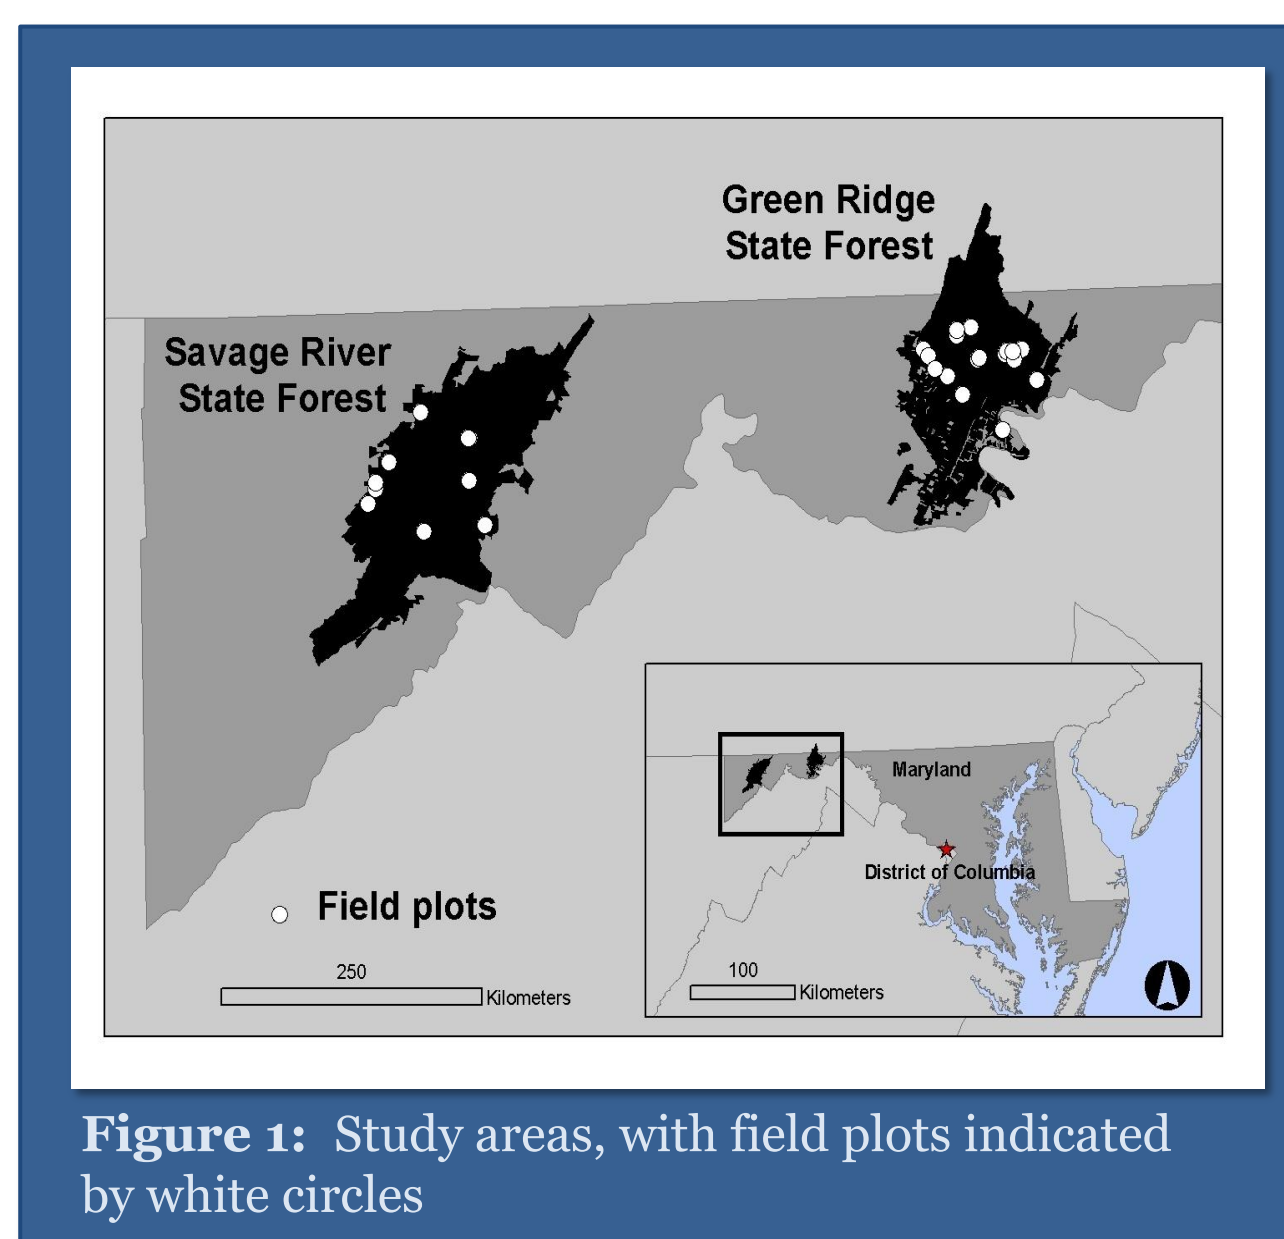 Green Ridge
State Forest
Savage River
State Forest
Maryland
District of Columbia
Field plots
250
Kilometers
100
Kilometers
Figure 1: Study areas, with field plots indicated
by white circles